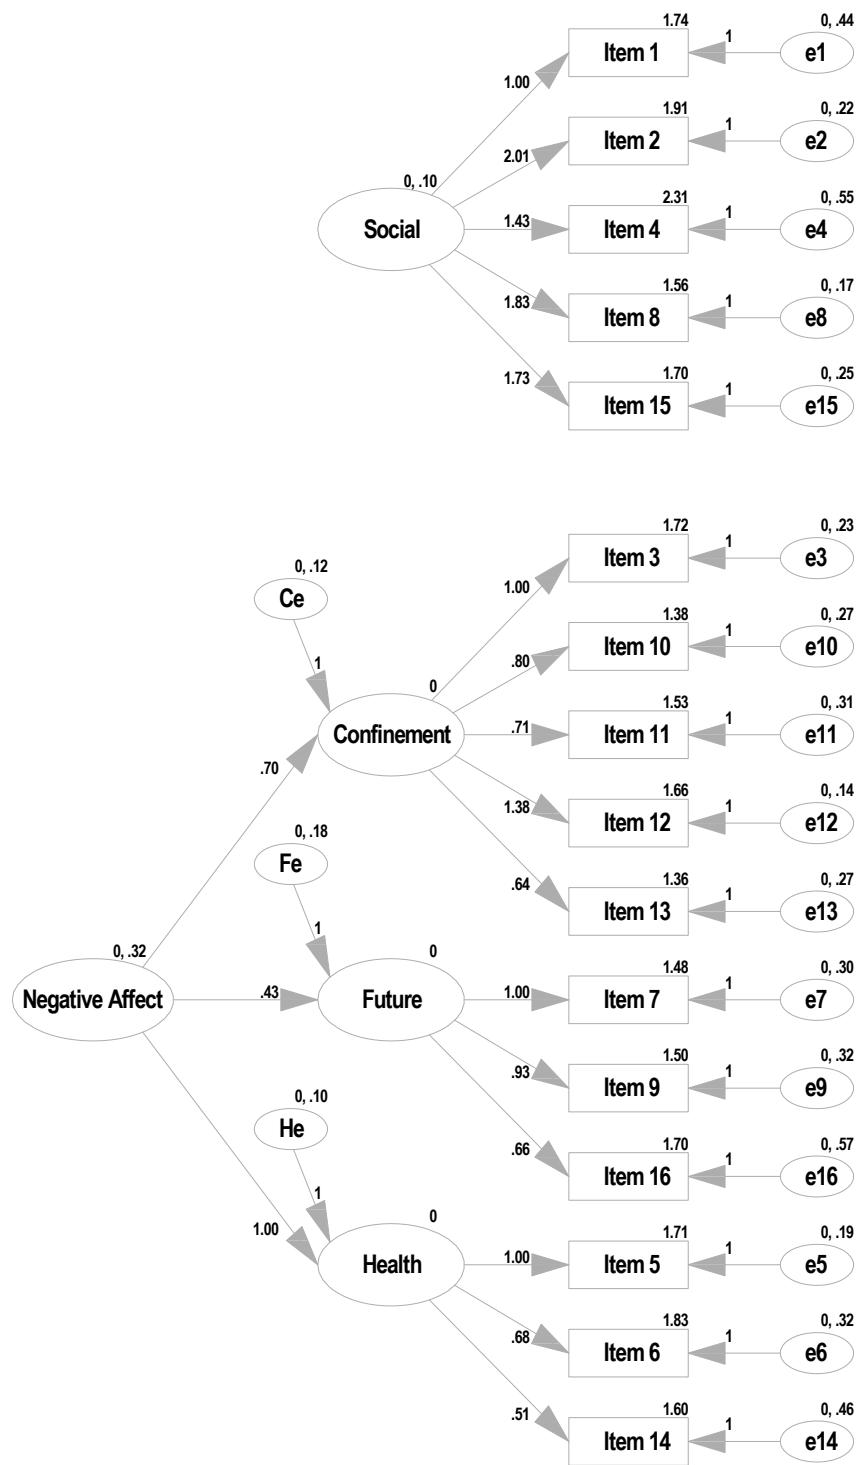 1.74 0, .44
Item 1 1 e1
1.00
1.91 0, .22
Item 2 1 e2
2.01
0, .10
2.31 0, .55
Social 1.43 Item 4 1 e4
1.56 0, .17
1.83 Item 8 1 e8
1.70 0, .25
1.73 Item 15 1 e15
1.72 0, .23
Item 3 1 e3
0, .12
Ce
1.00
1.38 0, .27
.80 Item 10 1 e10
1
0
1.53 0, .31
Confinement .71 Item 11 1 e11
.70
1.66 0, .14
1.38 Item 12 1 e12
0, .18
Fe
1.36 0, .27
.64 Item 13 1 e13
1
0, .32 0
1.48 0, .30
Negative Affect .43 Future 1.00 Item 7 1 e7
1.50 0, .32
.93 Item 9 1 e9
0, .10
He
1.70 0, .57
.66 Item 16 1 e16
1
0
1.00
1.71 0, .19
Health 1.00 Item 5 1 e5
1.83 0, .32
.68 Item 6 1 e6
1.60 0, .46
.51 Item 14 1 e14